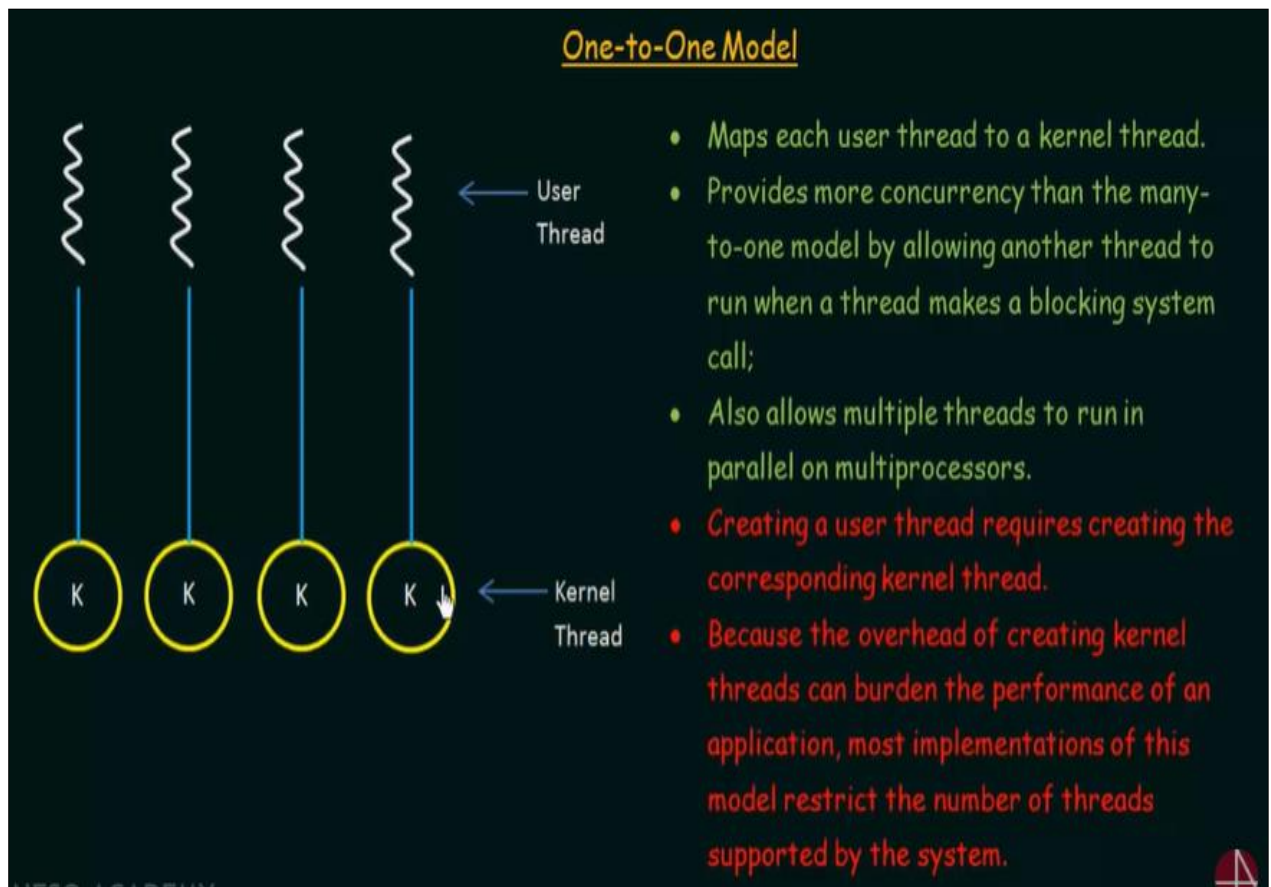 One-to-One Model
User
Thread
K
K
K
K
Kernel
Thread
• Maps each user thread to a kernel thread.
• Provides more concurrency than the many-
to-one model by allowing another thread to
run when a thread makes a blocking system
call;
• Also allows multiple threads to run in
parallel on multiprocessors.
• Creating a user thread requires creating the
corresponding kernel thread.
• Because the overhead of creating kernel
threads can burden the performance of an
application, most implementations of this
model restrict the number of threads
supported by the system.